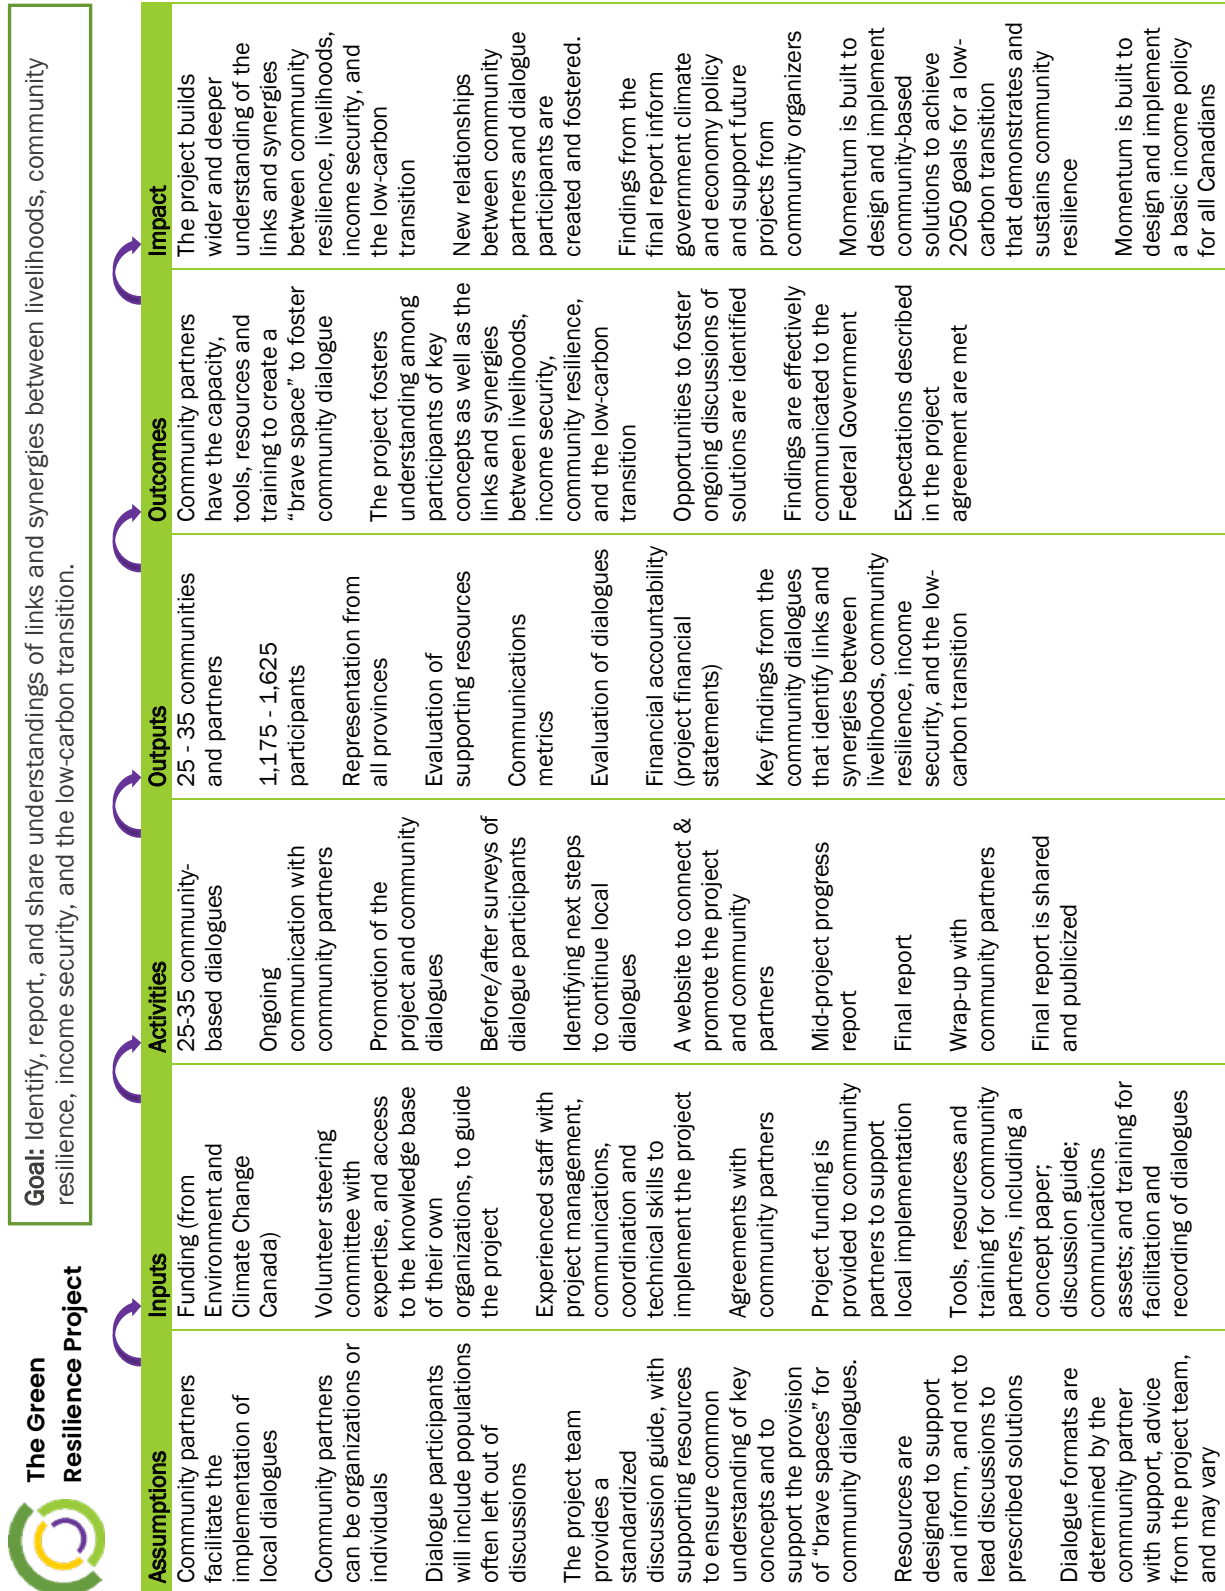 The Green
Resilience Project
Goal: Identify, report, and share understandings of links and synergies between livelihoods, community
resilience, income security, and the low-carbon transition.
Assumptions
Community partners
facilitate the
implementation of
local dialogues
Community partners
can be organizations or
individuals
Dialogue participants
will include populations
often left out of
discussions
The project team
provides a
standardized
discussion guide, with
supporting resources
to ensure common
understanding of key
concepts and to
support the provision
of “brave spaces” for
community dialogues.
Resources are
designed to support
and inform, and not to
lead discussions to
prescribed solutions
Dialogue formats are
determined by the
community partner
with support, advice
from the project team,
and may vary
Inputs
Funding (from
Environment and
Climate Change
Canada)
Volunteer steering
committee with
expertise, and access
to the knowledge base
of their own
organizations, to guide
the project
Experienced staff with
project management,
communications,
coordination and
technical skills to
implement the project
Agreements with
community partners
Project funding is
provided to community
partners to support
local implementation
Tools, resources and
training for community
partners, including a
concept paper;
discussion guide;
communications
assets; and training for
facilitation and
recording of dialogues
Activities
25-35 community-
based dialogues
Ongoing
communication with
community partners
Promotion of the
project and community
dialogues
Before/after surveys of
dialogue participants
Identifying next steps
to continue local
dialogues
A website to connect &
promote the project
and community
partners
Mid-project progress
report
Final report
Wrap-up with
community partners
Final report is shared
and publicized
Outputs
25 - 35 communities
and partners
1,175 - 1,625
participants
Representation from
all provinces
Evaluation of
supporting resources
Communications
metrics
Evaluation of dialogues
Financial accountability
(project financial
statements)
Key findings from the
community dialogues
that identify links and
synergies between
livelihoods, community
resilience, income
security, and the low-
carbon transition
Outcomes
Community partners
have the capacity,
tools, resources and
training to create a
“brave space” to foster
community dialogue
The project fosters
understanding among
participants of key
concepts as well as the
links and synergies
between livelihoods,
income security,
community resilience,
and the low-carbon
transition
Opportunities to foster
ongoing discussions of
solutions are identified
Findings are effectively
communicated to the
Federal Government
Expectations described
in the project
agreement are met
Impact
The project builds
wider and deeper
understanding of the
links and synergies
between community
resilience, livelihoods,
income security, and
the low-carbon
transition
New relationships
between community
partners and dialogue
participants are
created and fostered.
Findings from the
final report inform
government climate
and economy policy
and support future
projects from
community organizers
Momentum is built to
design and implement
community-based
solutions to achieve
2050 goals for a low-
carbon transition
that demonstrates and
sustains community
resilience
Momentum is built to
design and implement
a basic income policy
for all Canadians